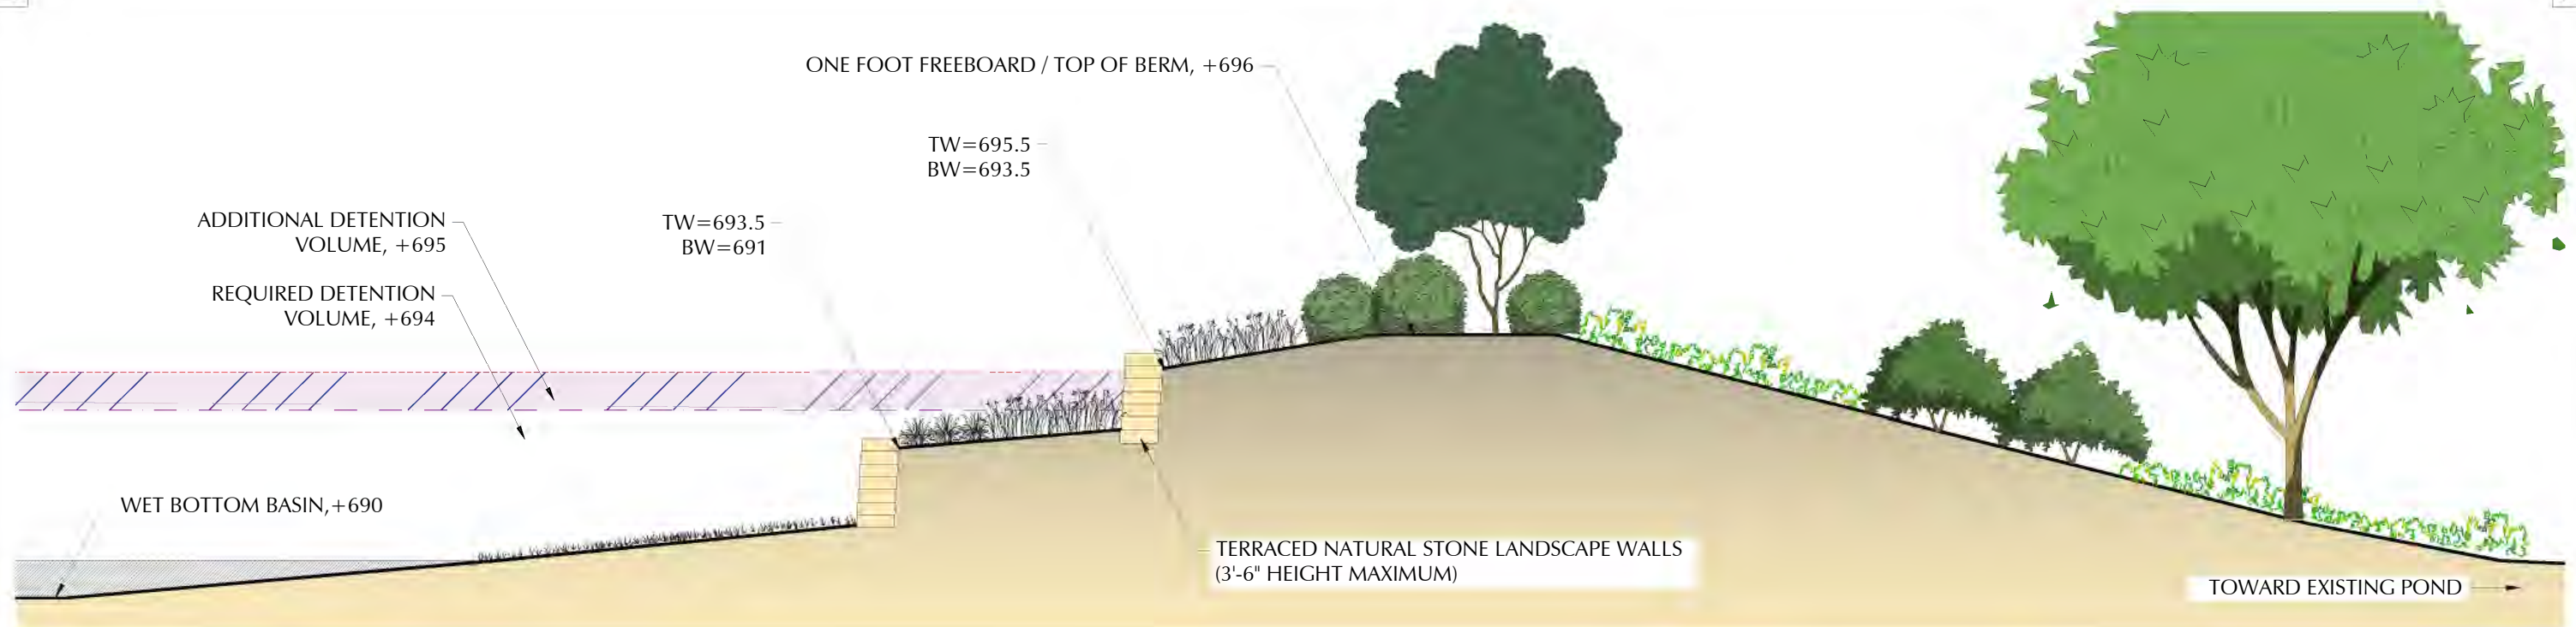 ONE FOOT FREEBOARD / TOP OF BERM, +696
TW=695.5
BW=693.5
TW=693.5
BW=691
ADDITIONAL DETENTION
VOLUME, +695
REQUIRED DETENTION
VOLUME, +694
WET BOTTOM BASIN,+690
TERRACED NATURAL STONE LANDSCAPE WALLS
(3'-6" HEIGHT MAXIMUM)
TOWARD EXISTING POND